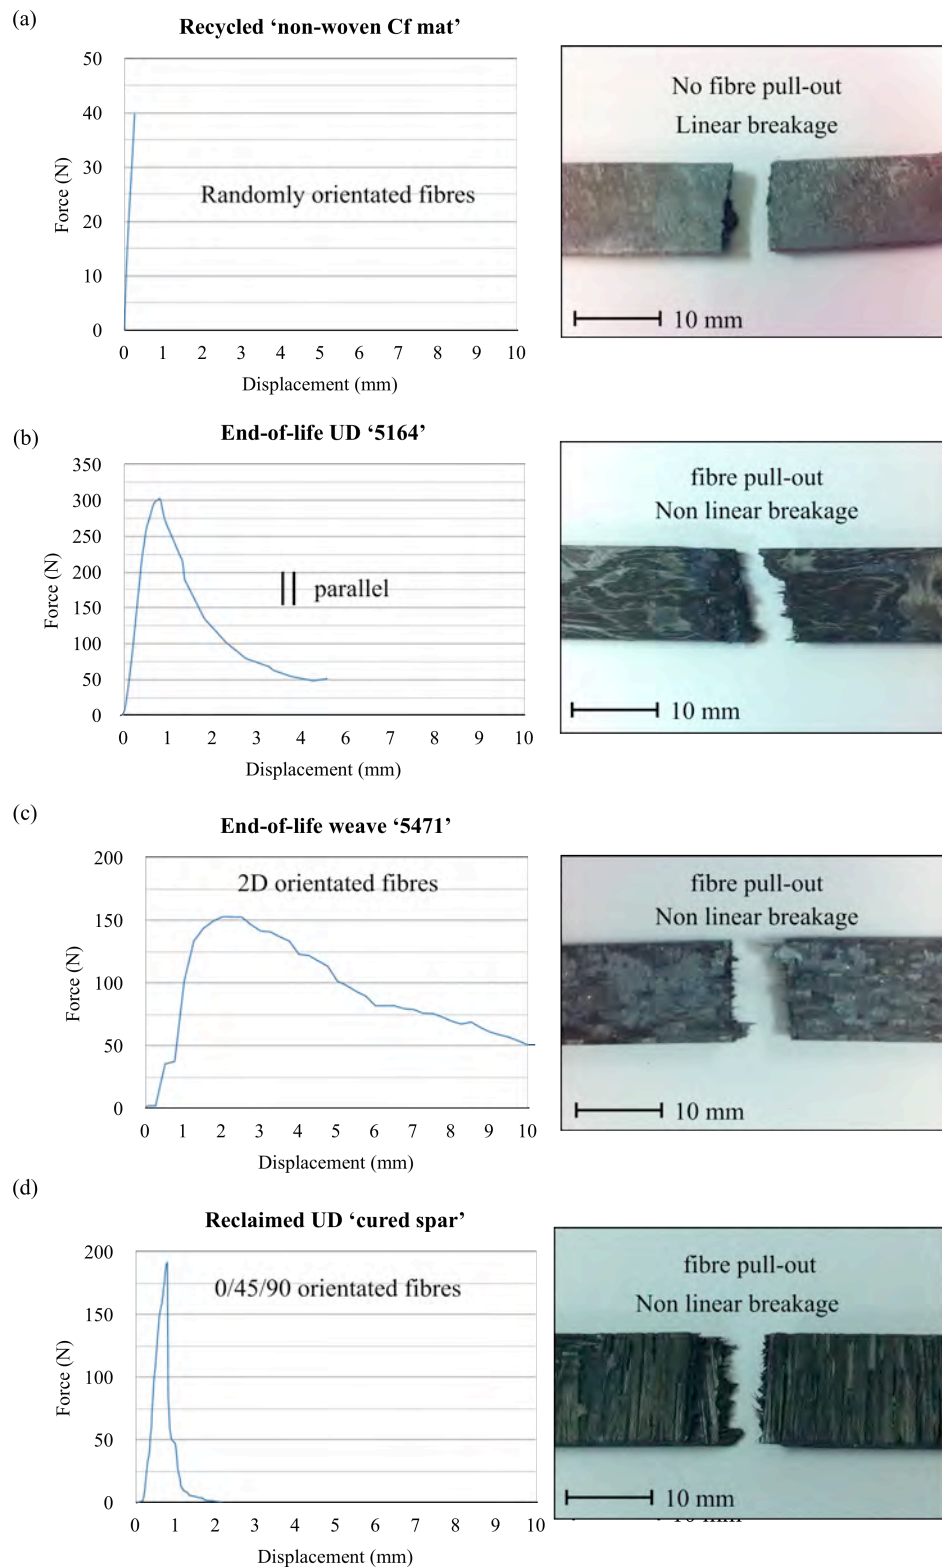 (a)
Recycled ‘non-woven Cf mat’
50
40
30
20
10
0
Force (N)
Randomly orientated fibres
0 1 2 3 4 5 6 7 8 9 10
Displacement (mm)
No fibre pull-out
Linear breakage
10 mm
(b)
End-of-life UD ‘5164’
350
300
250
200
150
100
50
0
Force (N)
parallel
0 1 2 3 4 5 6 7 8 9 10
Displacement (mm)
fibre pull-out
Non linear breakage
10 mm
(c)
End-of-life weave ‘5471’
200
150
100
50
0
Force (N)
2D orientated fibres
0 1 2 3 4 5 6 7 8 9 10
Displacement (mm)
fibre pull-out
Non linear breakage
10 mm
(d)
Reclaimed UD ‘cured spar’
200
150
100
50
0
Force (N)
0/45/90 orientated fibres
0 1 2 3 4 5 6 7 8 9 10
Displacement (mm)
fibre pull-out
Non linear breakage
10 mm